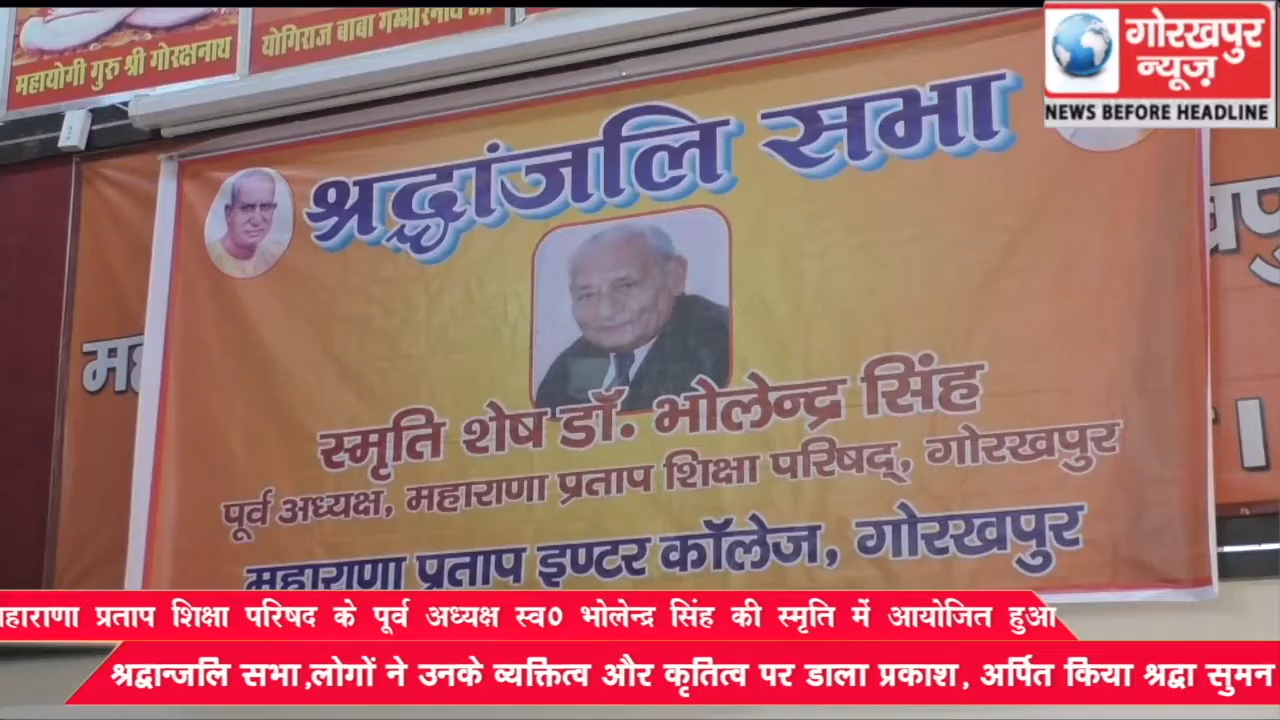 महायोगी गुरु श्री गोरक्षनाथ
योगिराज बाबा गम्भीरनाथ जी
गोरखपुर
न्यूज़
NEWS BEFORE HEADLINE
श्रद्धांजलि सभा
स्मृति शेष डॉ. भोलेन्द्र सिंह
पूर्व अध्यक्ष, महाराणा प्रताप शिक्षा परिषद्, गोरखपुर
महाराणा प्रताप इण्टर कॉलेज, गोरखपुर
महाराणा प्रताप शिक्षा परिषद के पूर्व अध्यक्ष स्व० भोलेन्द्र सिंह की स्मृति में आयोजित हुआ
श्रद्वान्जलि सभा,लोगों ने उनके व्यक्तित्व और कृतित्व पर डाला प्रकाश, अर्पित किया श्रद्वा सुमन